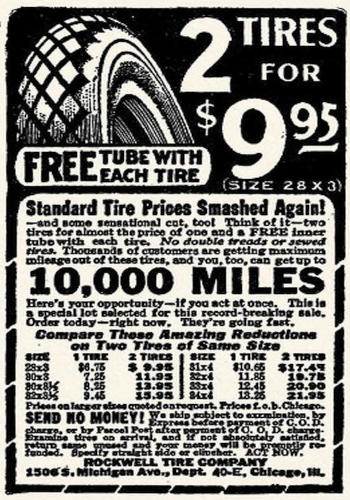 2 TIRES
FOR
$9.95
(SIZE 28 X 3)
FREE TUBE WITH
EACH TIRE
Standard Tire Prices Smashed Again!
—and some sensational cut, too! Think of it—two
tires for almost the price of one and a FREE inner
tube with each tire. No double treads or sewed
tires. Thousands of customers are getting maximum
mileage out of these tires, and you, too, can get up to
10,000 MILES
Here's your opportunity—if you act at once. This is
a special lot selected for this record-breaking sale.
Order today—right now. They're going fast.
Compare These Amazing Reductions
on Two Tires of Same Size
SIZE 1 TIRE 2 TIRES SIZE 1 TIRE 2 TIRES
28x3 $6.75 $ 9.95 31x4 $10.65 $17.45
30x3 7.25 11.95 32x4 11.85 19.75
30x3½ 8.25 13.95 33x4 12.45 20.90
32x3½ 9.45 15.95 34x4 13.25 21.95
Prices on larger sizes quoted on request. Prices f.o.b. Chicago.
SEND NO MONEY! We ship subject to examination, by
Express before payment of C. O. D.
charge, or by Parcel Post after payment of C. O. D. charge.
Examine tires on arrival, and if not absolutely satisfied,
return same unused and your money will be promptly re-
funded. Specify straight side or clincher. ACT NOW.
ROCKWELL TIRE COMPANY
1506 S. Michigan Ave., Dept. 40-E, Chicago, Ill.